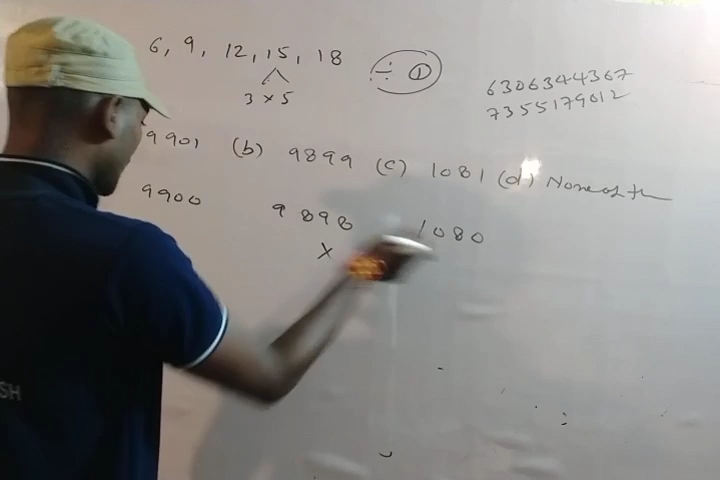 6, 9, 12, 15, 18 ÷ 1
3 × 5
6306344367
7355179012
9901 (b) 9899 (c) 1081 (d) None of the
9900 9898 1080
×
SH